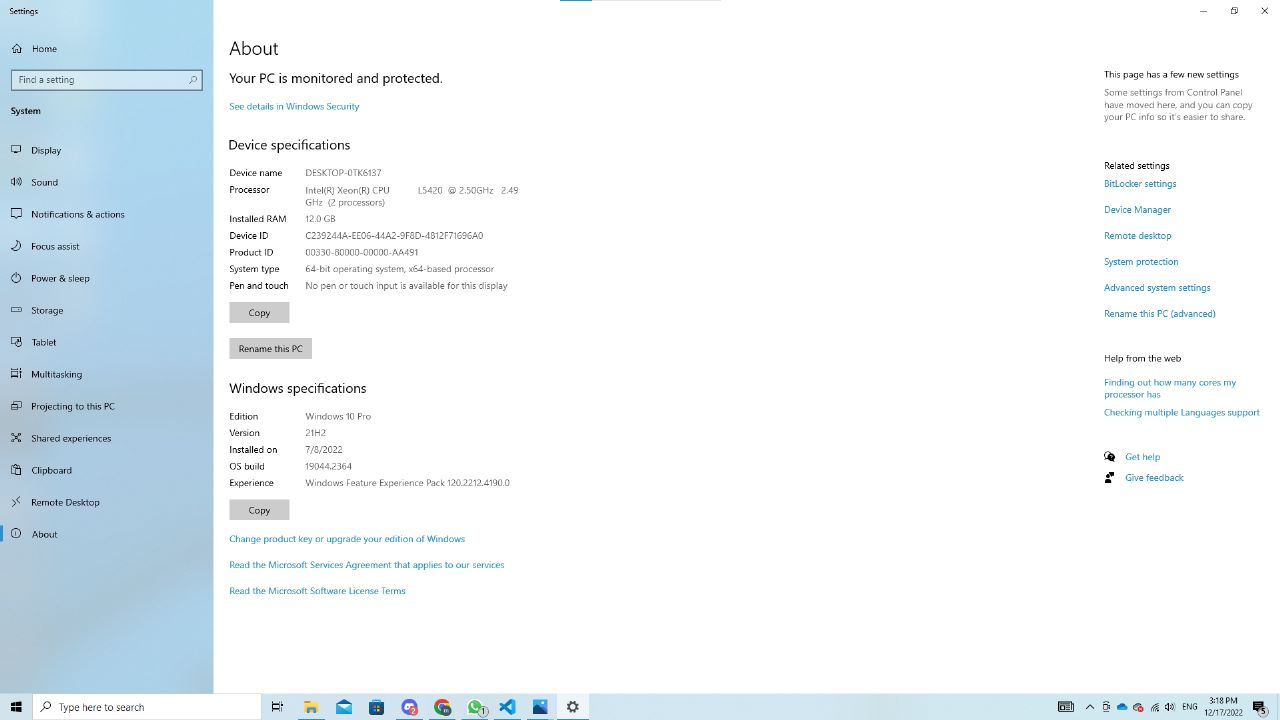 Settings
Home
Find a setting
System
Display
Sound
Notifications & actions
Focus assist
Power & sleep
Storage
Tablet
Multitasking
Projecting to this PC
Shared experiences
Clipboard
Remote Desktop
About
About
Your PC is monitored and protected.
See details in Windows Security
Device specifications
Device name DESKTOP-0TK6137
Processor Intel(R) Xeon(R) CPU L5420 @ 2.50GHz 2.49
GHz (2 processors)
Installed RAM 12.0 GB
Device ID C239244A-EE06-44A2-9F8D-4812F71696A0
Product ID 00330-80000-00000-AA491
System type 64-bit operating system, x64-based processor
Pen and touch No pen or touch input is available for this display
Copy
Rename this PC
Windows specifications
Edition Windows 10 Pro
Version 21H2
Installed on 7/8/2022
OS build 19044.2364
Experience Windows Feature Experience Pack 120.2212.4190.0
Copy
Change product key or upgrade your edition of Windows
Read the Microsoft Services Agreement that applies to our services
Read the Microsoft Software License Terms
This page has a few new settings
Some settings from Control Panel
have moved here, and you can copy
your PC info so it's easier to share.
Related settings
BitLocker settings
Device Manager
Remote desktop
System protection
Advanced system settings
Rename this PC (advanced)
Help from the web
Finding out how many cores my
processor has
Checking multiple Languages support
Get help
Give feedback
Type here to search
2
m
1
ENG
3:18 PM
12/17/2022